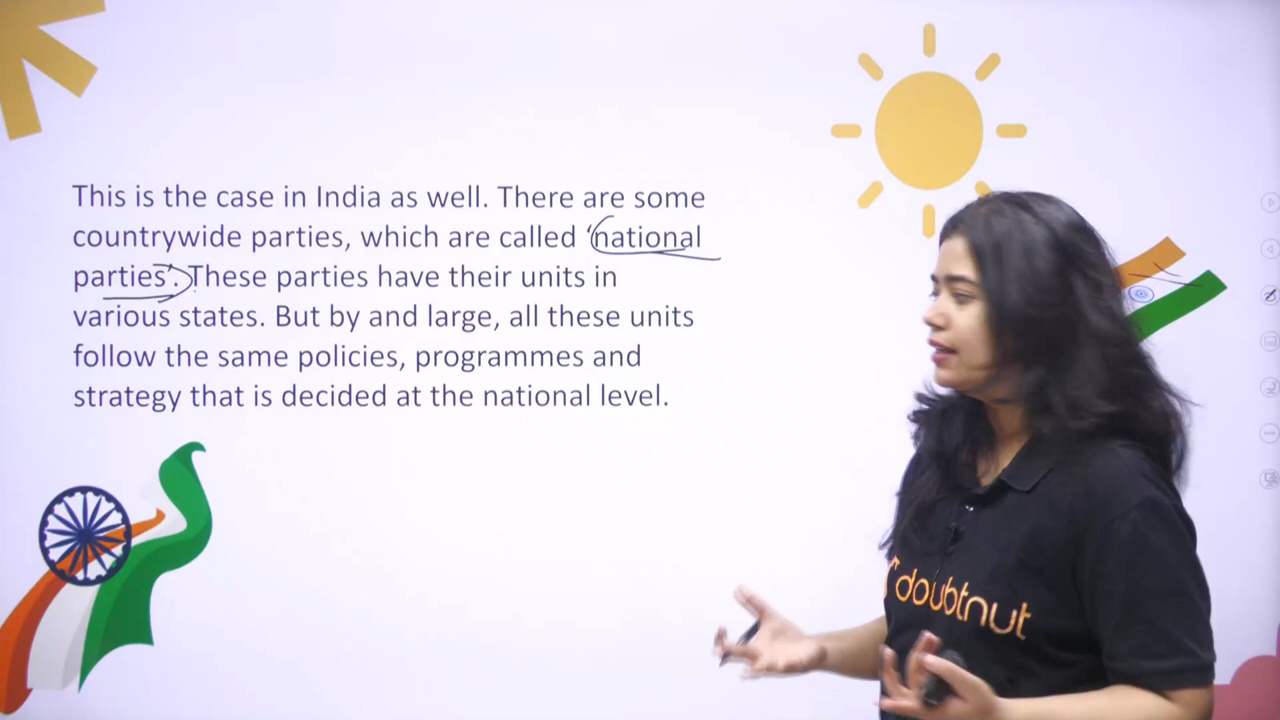 This is the case in India as well. There are some
countrywide parties, which are called ‘national
parties’. These parties have their units in
various states. But by and large, all these units
follow the same policies, programmes and
strategy that is decided at the national level.
doubtnut